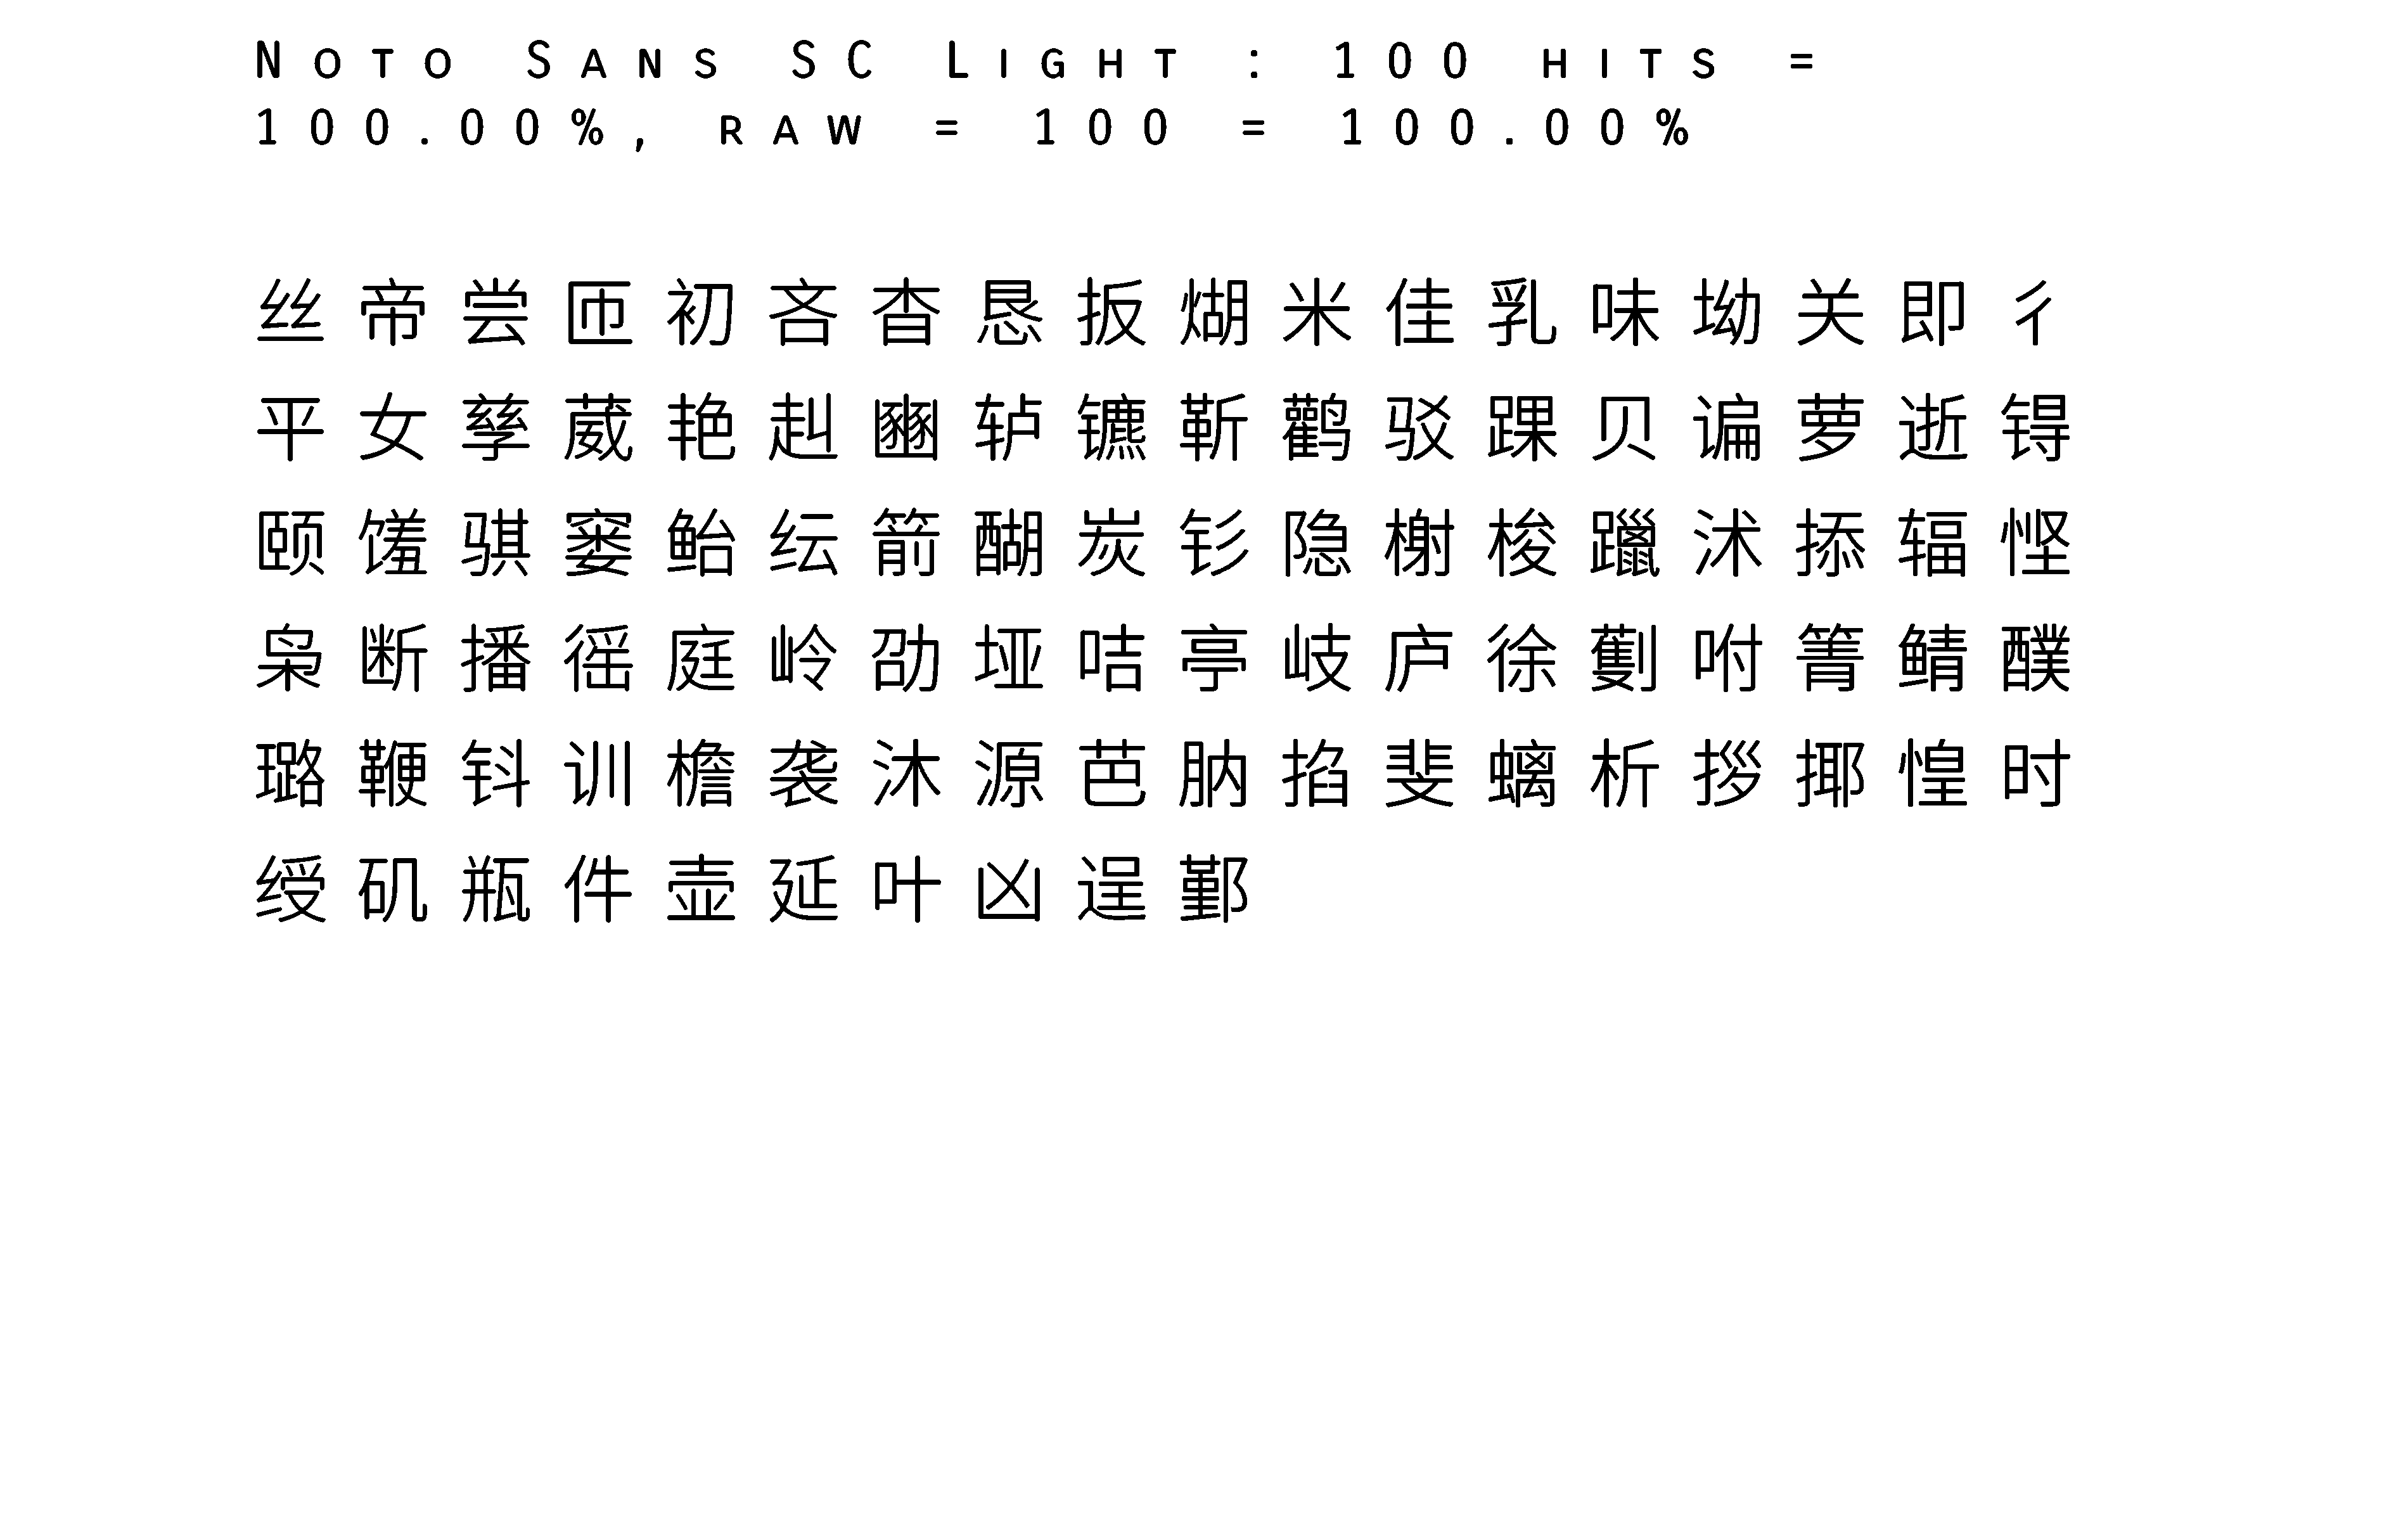 Noto Sans SC Light : 100 hits =
100.00%, raw = 100 = 100.00%
丝帝尝匝初吝杳恳扳煳米佳乳味坳关即彳
平女孳葳艳赳豳轳镳靳鹳驳踝贝谝萝逝锝
颐馐骐窭鲐纭箭醐炭钐隐榭梭躐沭掭辐悭
枭断播徭庭岭劭垭咭亭岐庐徐蒯咐箐鲭醭
璐鞭钭训檐袭沐源芭肭掐斐螭析拶揶惶时
绶矶瓶件壶延叶凶逞鄞